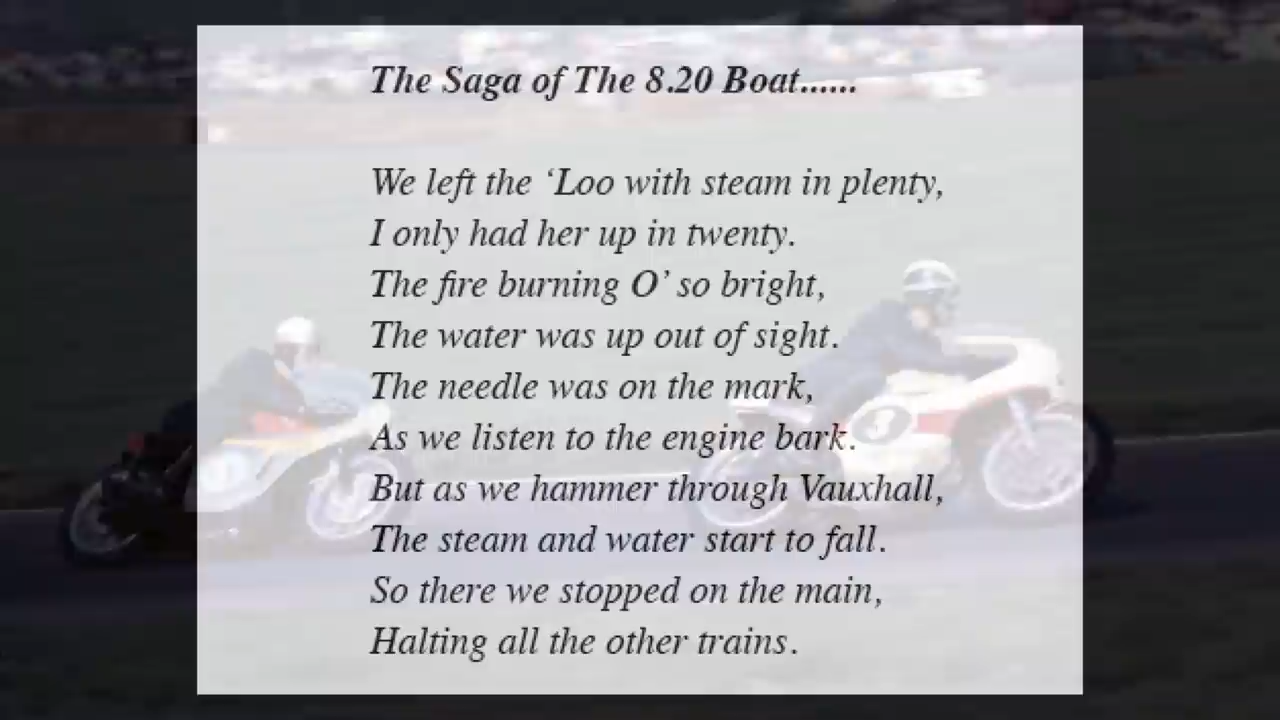 The Saga of The 8.20 Boat......
We left the ‘Loo with steam in plenty,
I only had her up in twenty.
The fire burning O’ so bright,
The water was up out of sight.
The needle was on the mark,
As we listen to the engine bark.
But as we hammer through Vauxhall,
The steam and water start to fall.
So there we stopped on the main,
Halting all the other trains.
3